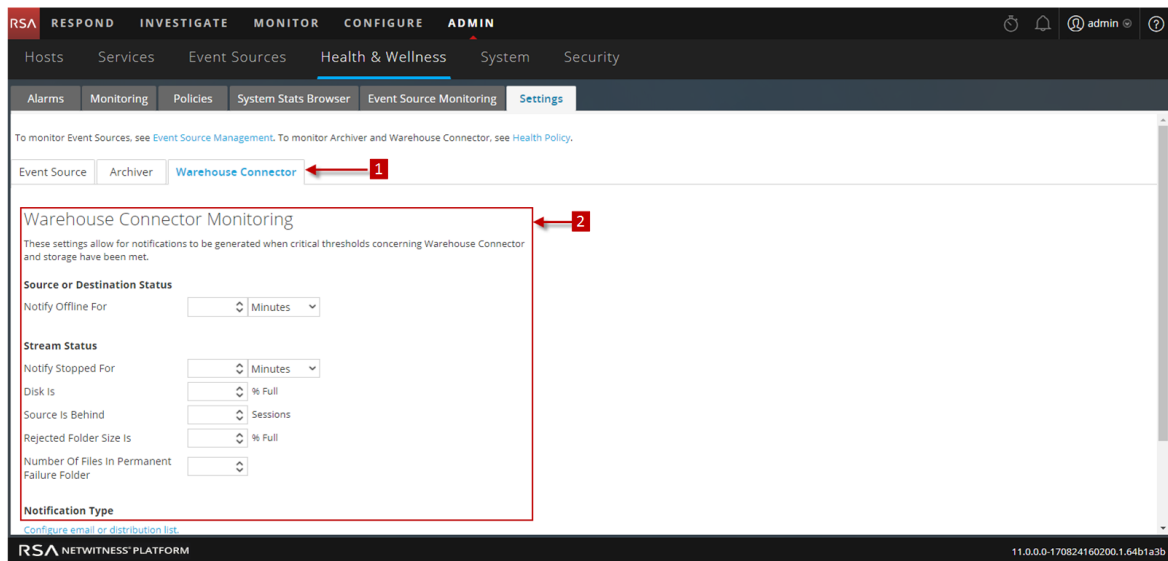 RSA RESPOND INVESTIGATE MONITOR CONFIGURE ADMIN admin
Hosts Services Event Sources Health & Wellness System Security
Alarms Monitoring Policies System Stats Browser Event Source Monitoring Settings
To monitor Event Sources, see Event Source Management. To monitor Archiver and Warehouse Connector, see Health Policy.
Event Source Archiver Warehouse Connector 1
Warehouse Connector Monitoring 2
These settings allow for notifications to be generated when critical thresholds concerning Warehouse Connector
and storage have been met.
Source or Destination Status
Notify Offline For Minutes
Stream Status
Notify Stopped For Minutes
Disk Is % Full
Source Is Behind Sessions
Rejected Folder Size Is % Full
Number Of Files In Permanent
Failure Folder
Notification Type
Configure email or distribution list.
RSA NETWITNESS® PLATFORM 11.0.0.0-170824160200.1.64b1a3b